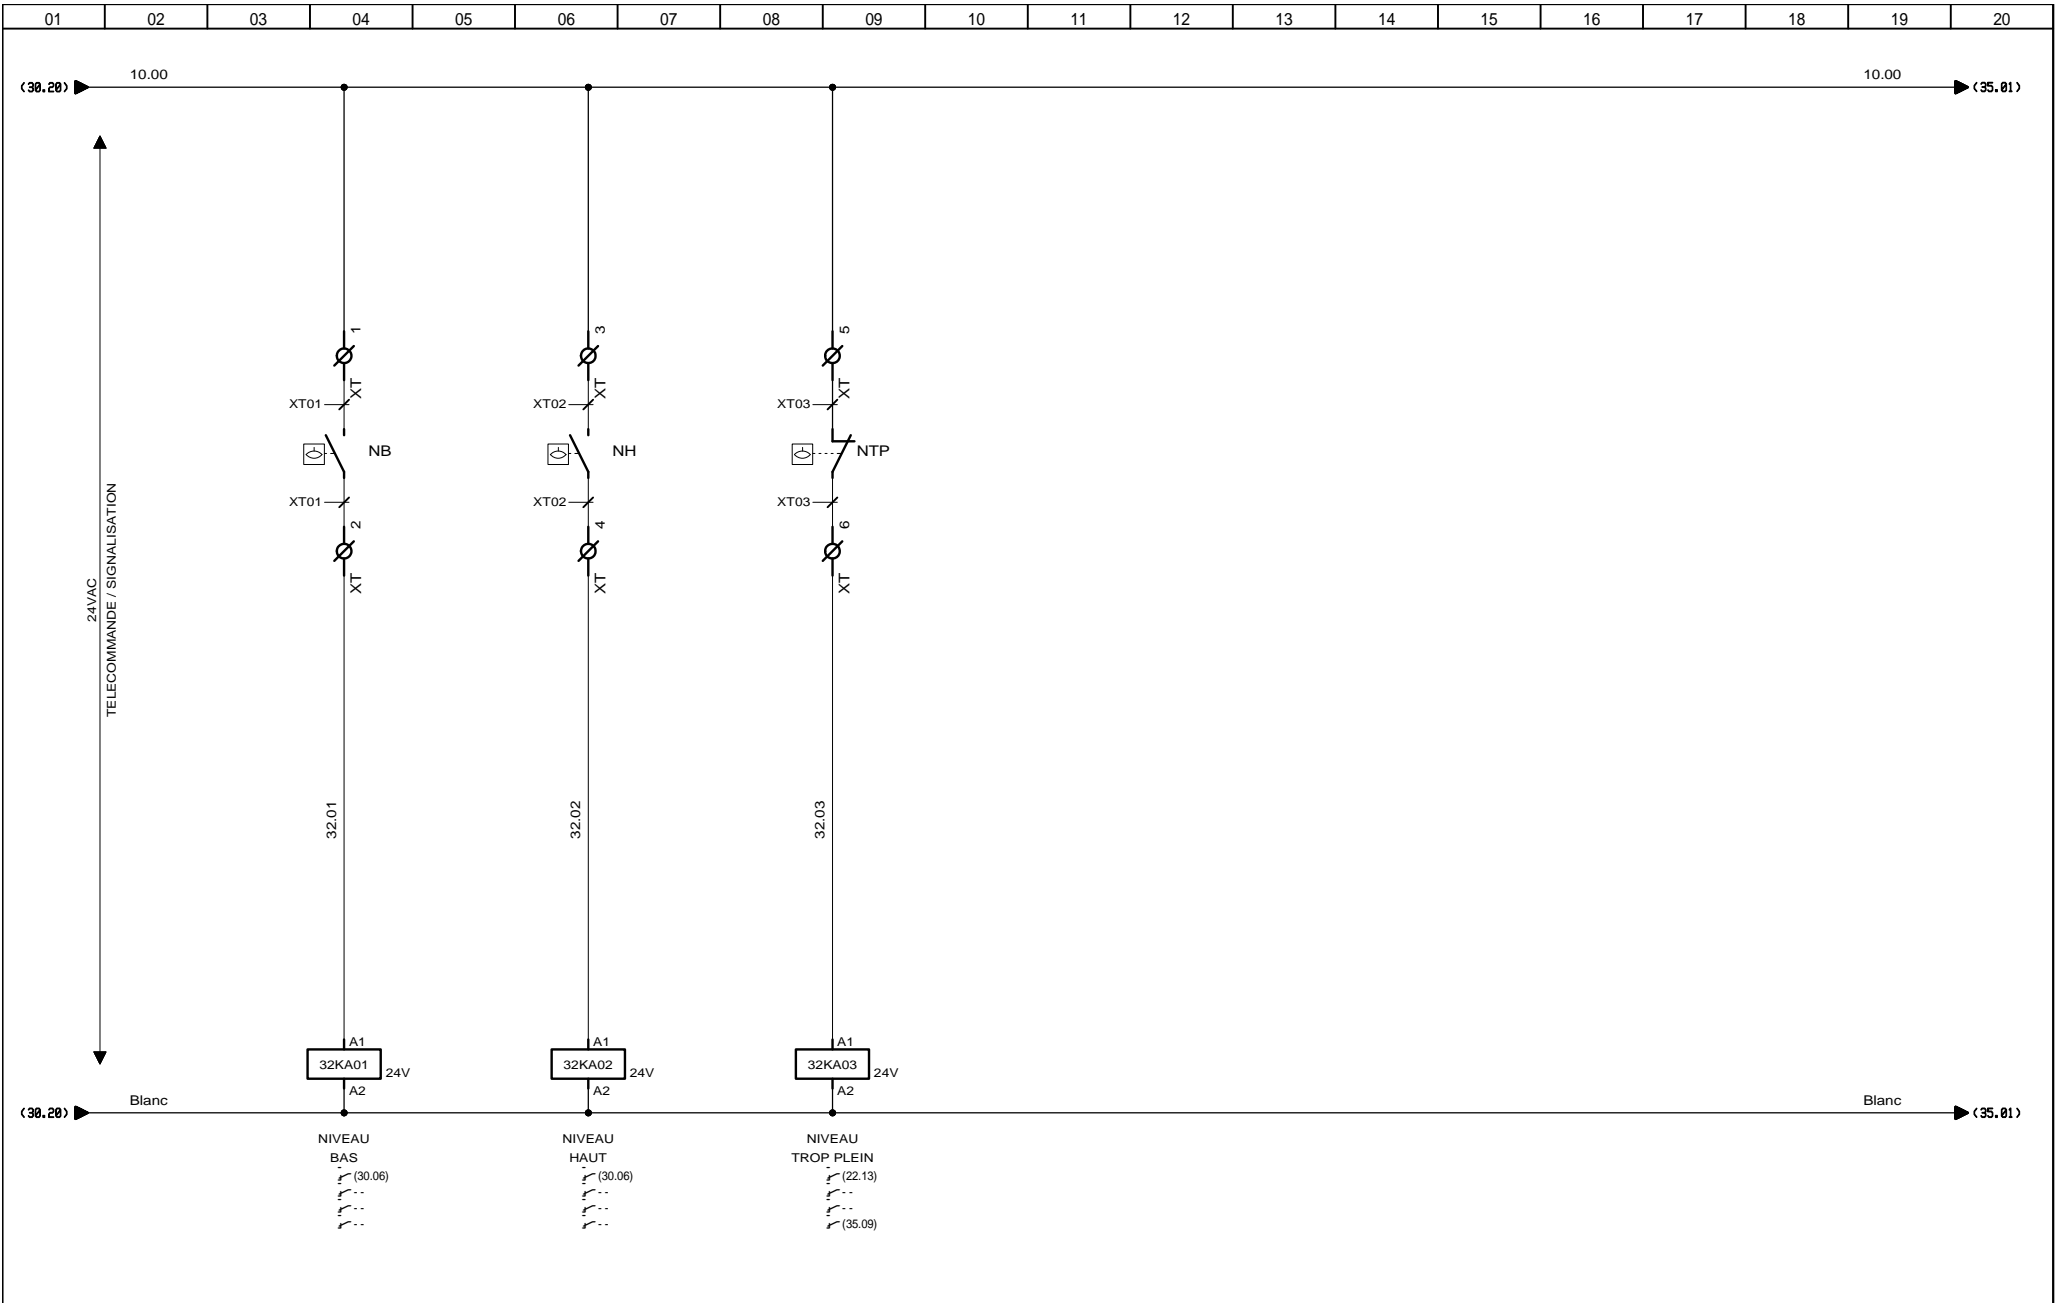 01 02 03 04 05 06 07 08 09 10 11 12 13 14 15 16 17 18 19 20
10.00 10.00
(30.20) (35.01)
24VAC
TELECOMMANDE / SIGNALISATION
1 3 5
XT XT XT
XT01 XT02 XT03
NB NH NTP
XT01 XT02 XT03
2 4 6
XT XT XT
32.01 32.02 32.03
A1 A1 A1
32KA01 24V 32KA02 24V 32KA03 24V
A2 A2 A2
Blanc Blanc
(30.20) (35.01)
NIVEAU NIVEAU NIVEAU
BAS HAUT TROP PLEIN
(30.06) (30.06) (22.13)
-- -- --
-- -- --
-- -- (35.09)